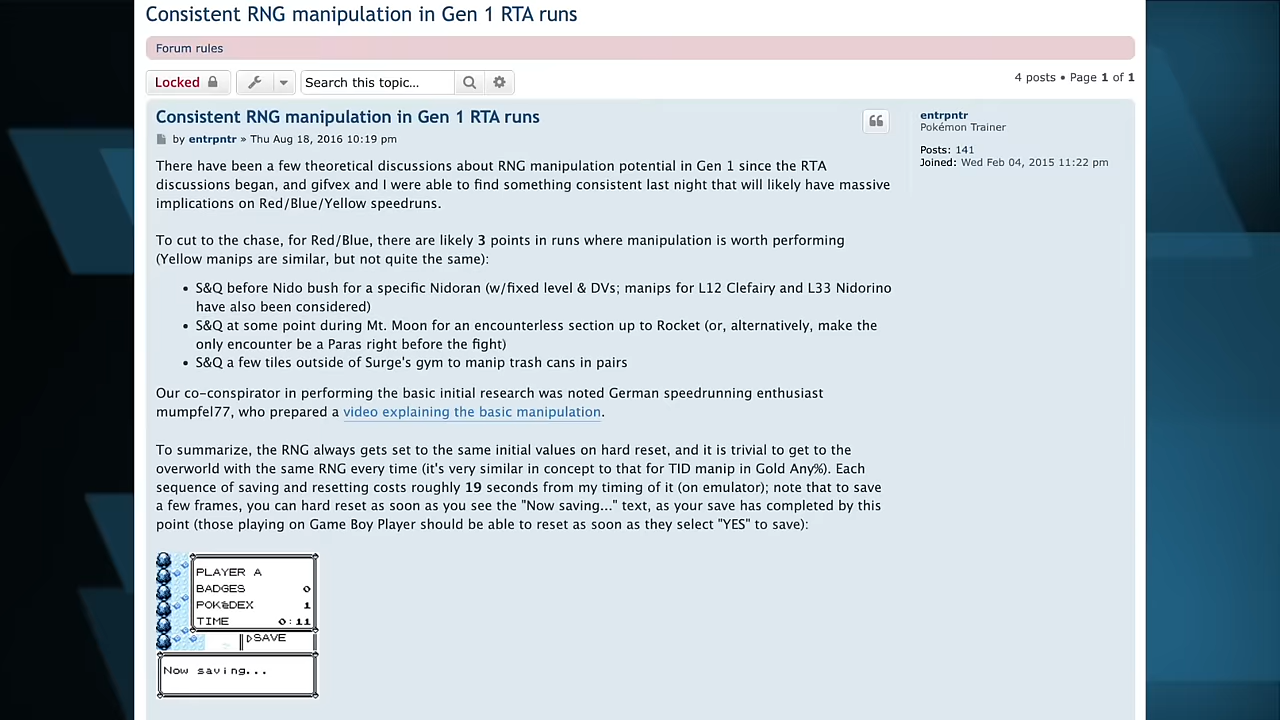 Consistent RNG manipulation in Gen 1 RTA runs
Forum rules
Locked
Search this topic…
4 posts • Page 1 of 1
Consistent RNG manipulation in Gen 1 RTA runs
by entrpntr » Thu Aug 18, 2016 10:19 pm
entrpntr
Pokémon Trainer
Posts: 141
Joined: Wed Feb 04, 2015 11:22 pm
There have been a few theoretical discussions about RNG manipulation potential in Gen 1 since the RTA
discussions began, and gifvex and I were able to find something consistent last night that will likely have massive
implications on Red/Blue/Yellow speedruns.
To cut to the chase, for Red/Blue, there are likely 3 points in runs where manipulation is worth performing
(Yellow manips are similar, but not quite the same):
• S&Q before Nido bush for a specific Nidoran (w/fixed level & DVs; manips for L12 Clefairy and L33 Nidorino
have also been considered)
• S&Q at some point during Mt. Moon for an encounterless section up to Rocket (or, alternatively, make the
only encounter be a Paras right before the fight)
• S&Q a few tiles outside of Surge's gym to manip trash cans in pairs
Our co-conspirator in performing the basic initial research was noted German speedrunning enthusiast
mumpfel77, who prepared a video explaining the basic manipulation.
To summarize, the RNG always gets set to the same initial values on hard reset, and it is trivial to get to the
overworld with the same RNG every time (it's very similar in concept to that for TID manip in Gold Any%). Each
sequence of saving and resetting costs roughly 19 seconds from my timing of it (on emulator); note that to save
a few frames, you can hard reset as soon as you see the "Now saving..." text, as your save has completed by this
point (those playing on Game Boy Player should be able to reset as soon as they select "YES" to save):
PLAYER A
BADGES 0
POKéDEX 1
TIME 0:11
▷SAVE
Now saving...